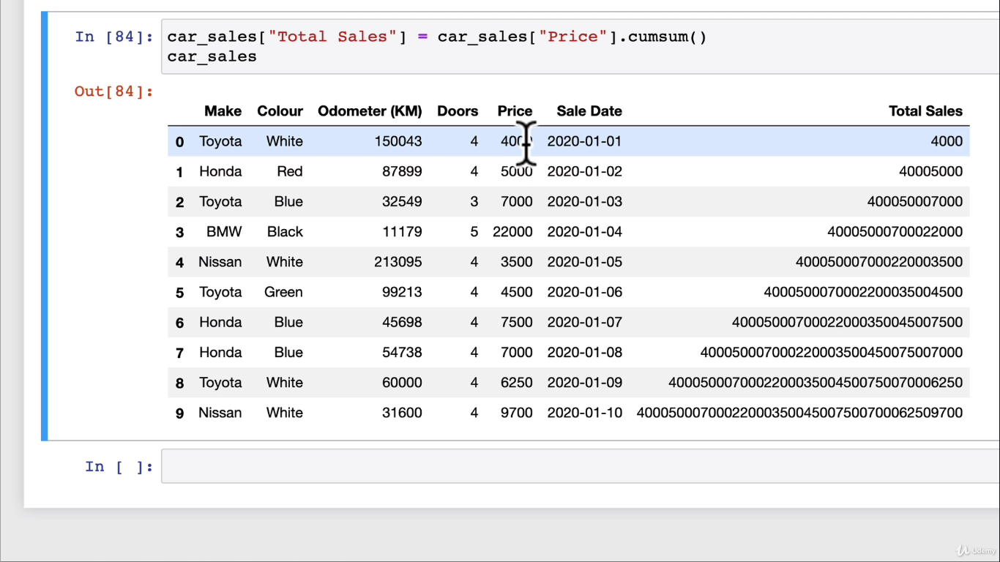 In [84]: car_sales["Total Sales"] = car_sales["Price"].cumsum()
car_sales
Out[84]:
Make Colour Odometer (KM) Doors Price Sale Date Total Sales
0 Toyota White 150043 4 4000 2020-01-01 4000
1 Honda Red 87899 4 5000 2020-01-02 40005000
2 Toyota Blue 32549 3 7000 2020-01-03 400050007000
3 BMW Black 11179 5 22000 2020-01-04 40005000700022000
4 Nissan White 213095 4 3500 2020-01-05 400050007000220003500
5 Toyota Green 99213 4 4500 2020-01-06 4000500070002200035004500
6 Honda Blue 45698 4 7500 2020-01-07 40005000700022000350045007500
7 Honda Blue 54738 4 7000 2020-01-08 400050007000220003500450075007000
8 Toyota White 60000 4 6250 2020-01-09 4000500070002200035004500750070006250
9 Nissan White 31600 4 9700 2020-01-10 40005000700022000350045007500700062509700
In [ ]:
Udemy